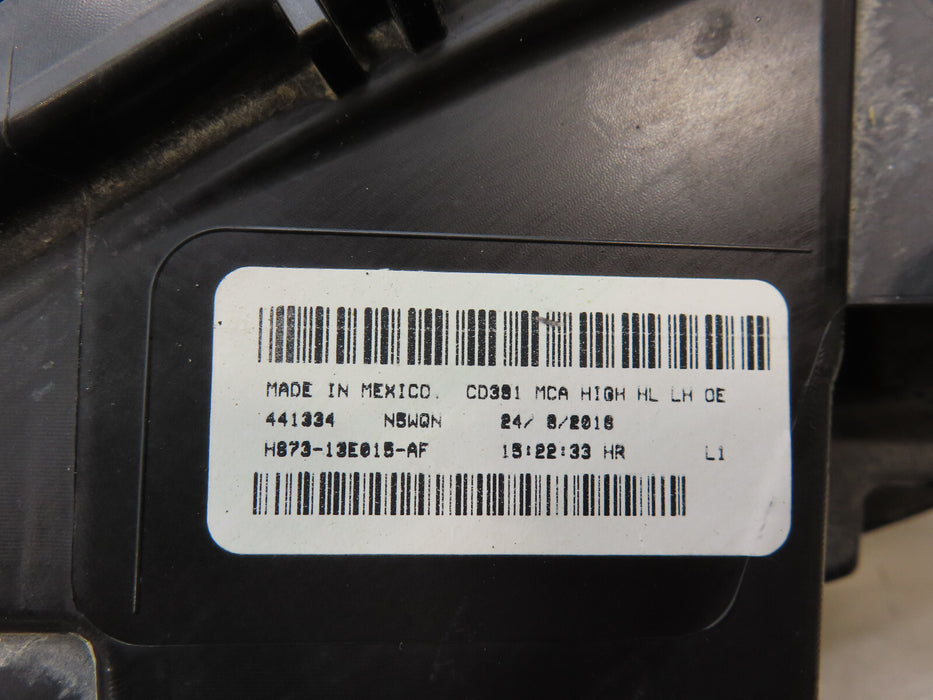 MADE IN MEXICO. CD391 MCA HIGH HL LH OE
441334 N5WQN 24/ 8/2016
H873-13E015-AF 15:22:33 HR L1